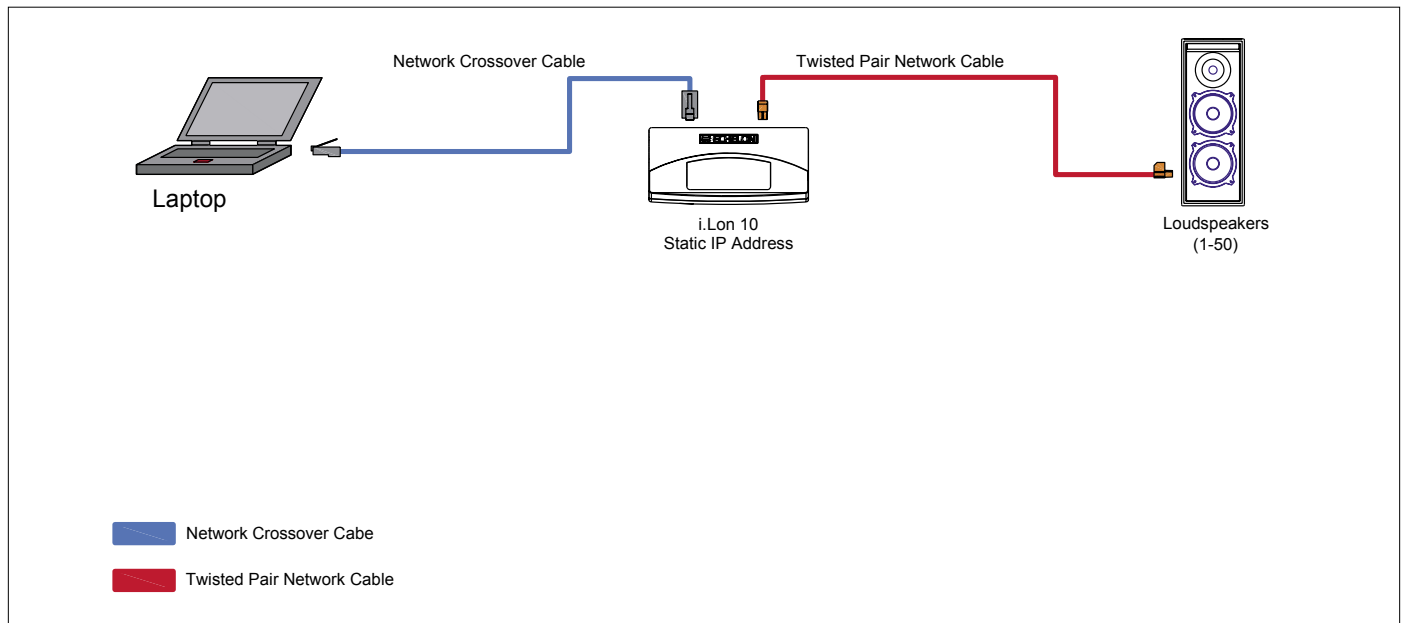 Network Crossover Cable
Twisted Pair Network Cable
ECHELON
Laptop
i.Lon 10
Static IP Address
Loudspeakers
(1-50)
Network Crossover Cabe
Twisted Pair Network Cable